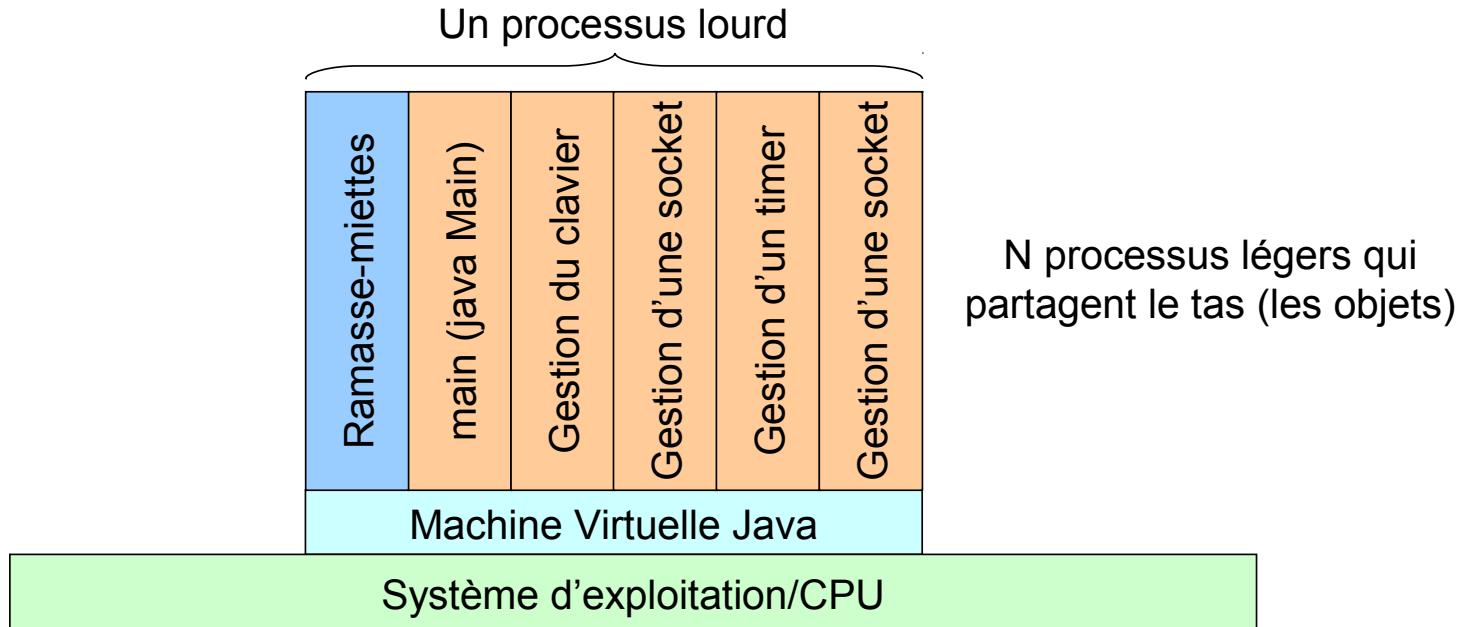 Un processus lourd
Ramasse-miettes
main (java Main)
Gestion du clavier
Gestion d’une socket
Gestion d’un timer
Gestion d’une socket
N processus légers qui
partagent le tas (les objets)
Machine Virtuelle Java
Système d’exploitation/CPU